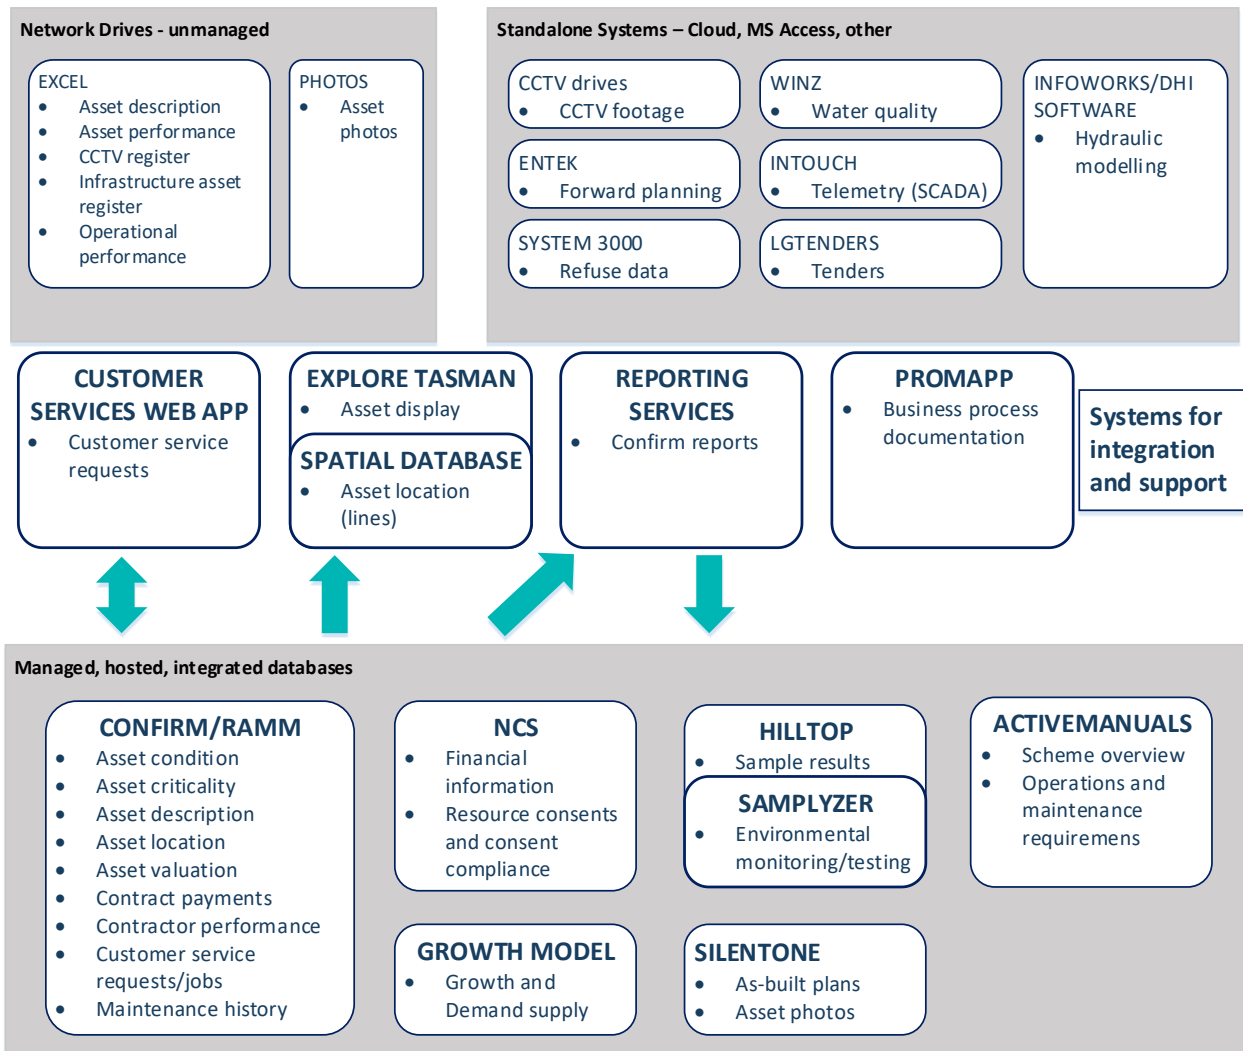 Network Drives - unmanaged
EXCEL
• Asset description
• Asset performance
• CCTV register
• Infrastructure asset
register
• Operational
performance
PHOTOS
• Asset
photos
Standalone Systems – Cloud, MS Access, other
CCTV drives
• CCTV footage
WINZ
• Water quality
INFOWORKS/DHI
SOFTWARE
• Hydraulic
modelling
ENTEK
• Forward planning
INTOUCH
• Telemetry (SCADA)
SYSTEM 3000
• Refuse data
LGTENDERS
• Tenders
CUSTOMER
SERVICES WEB APP
• Customer service
requests
EXPLORE TASMAN
• Asset display
SPATIAL DATABASE
• Asset location
(lines)
REPORTING
SERVICES
• Confirm reports
PROMAPP
• Business process
documentation
Systems for
integration
and support
Managed, hosted, integrated databases
CONFIRM/RAMM
• Asset condition
• Asset criticality
• Asset description
• Asset location
• Asset valuation
• Contract payments
• Contractor performance
• Customer service
requests/jobs
• Maintenance history
NCS
• Financial
information
• Resource consents
and consent
compliance
HILLTOP
• Sample results
SAMPLYZER
• Environmental
monitoring/testing
ACTIVEMANUALS
• Scheme overview
• Operations and
maintenance
requiremens
GROWTH MODEL
• Growth and
Demand supply
SILENTONE
• As-built plans
• Asset photos